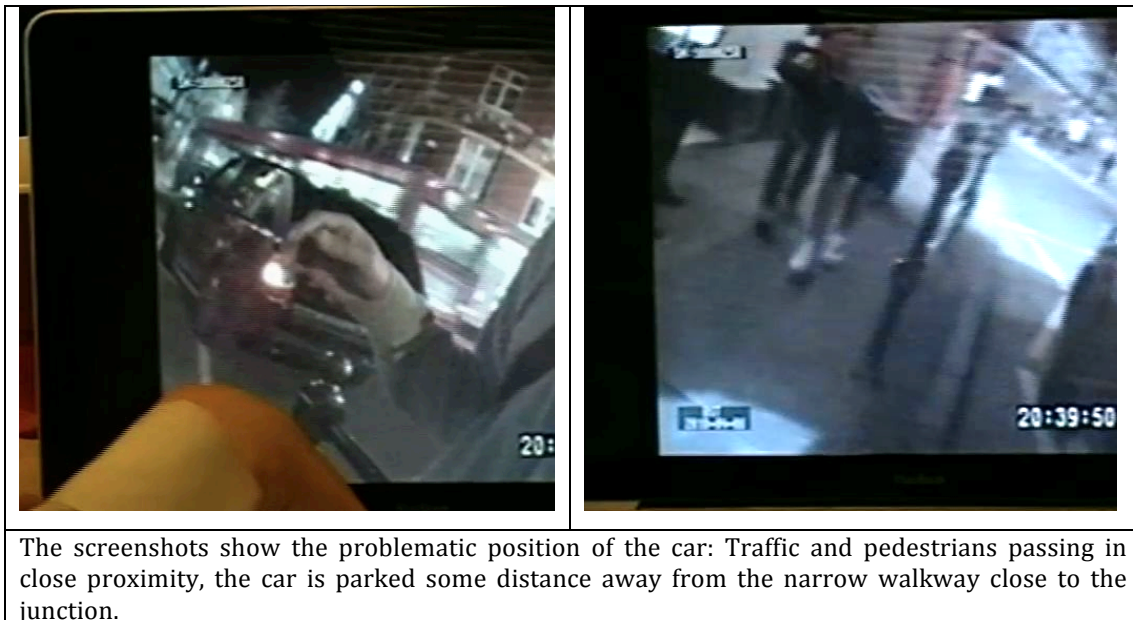 20:
20:39:50
The screenshots show the problematic position of the car: Traffic and pedestrians passing in
close proximity, the car is parked some distance away from the narrow walkway close to the
junction.